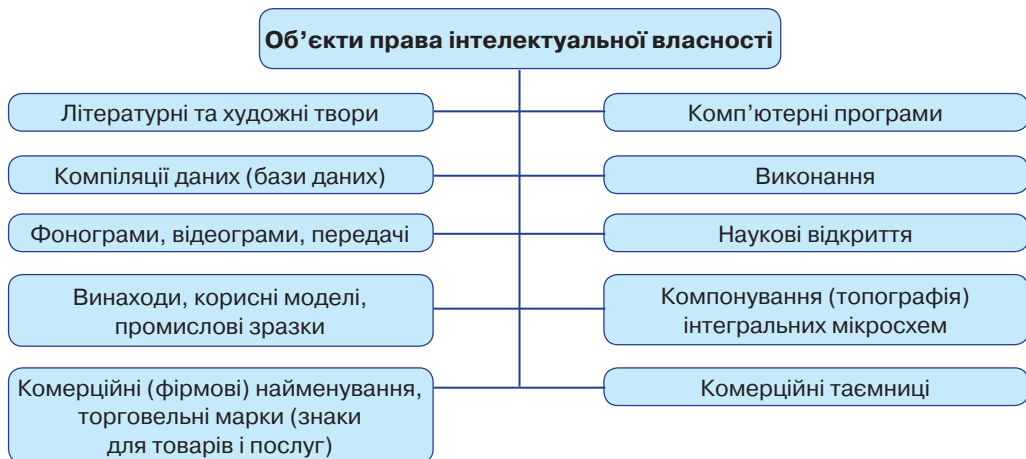 Об’єкти права інтелектуальної власності
Літературні та художні твори
Комп’ютерні програми
Компіляції даних (бази даних)
Виконання
Фонограми, відеограми, передачі
Наукові відкриття
Винаходи, корисні моделі,
промислові зразки
Компонування (топографія)
інтегральних мікросхем
Комерційні (фірмові) найменування,
торговельні марки (знаки
для товарів і послуг)
Комерційні таємниці